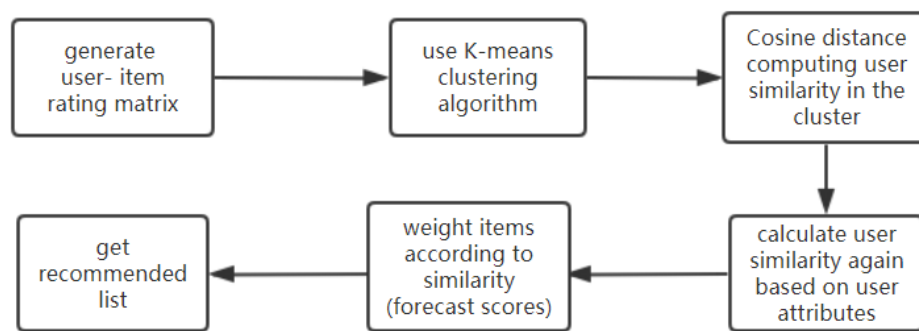 generate
user- item
rating matrix
use K-means
clustering
algorithm
Cosine distance
computing user
similarity in the
cluster
calculate user
similarity again
based on user
attributes
weight items
according to
similarity
(forecast scores)
get
recommended
list